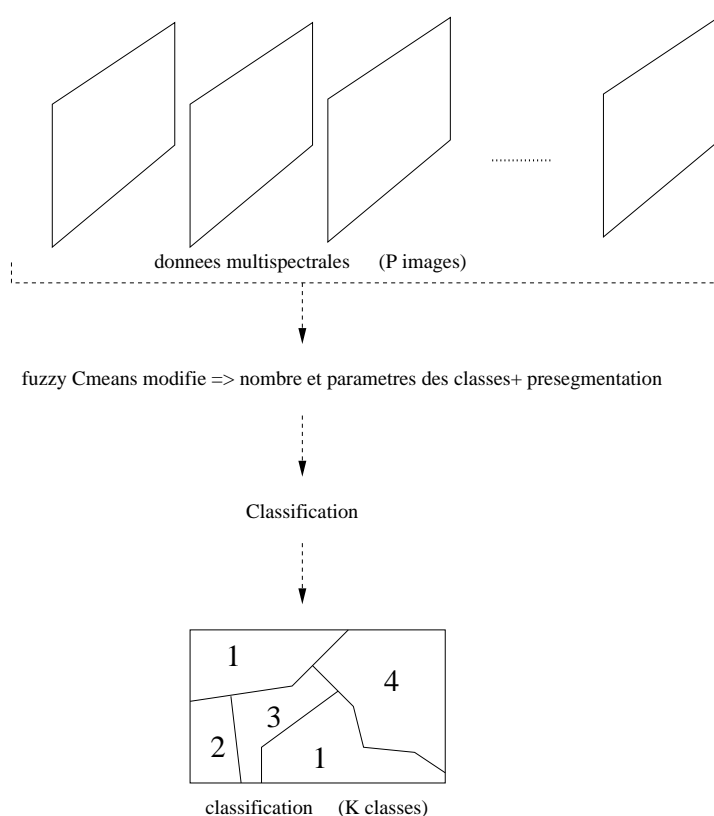 donnees multispectrales (P images)
fuzzy Cmeans modifie => nombre et parametres des classes+ presegmentation
Classification
1
4
3
2
1
classification (K classes)